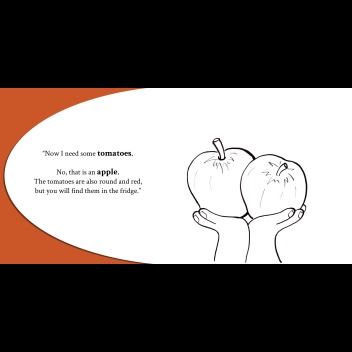 "Now I need some tomatoes.
No, that is an apple.
The tomatoes are also round and red,
but you will find them in the fridge."